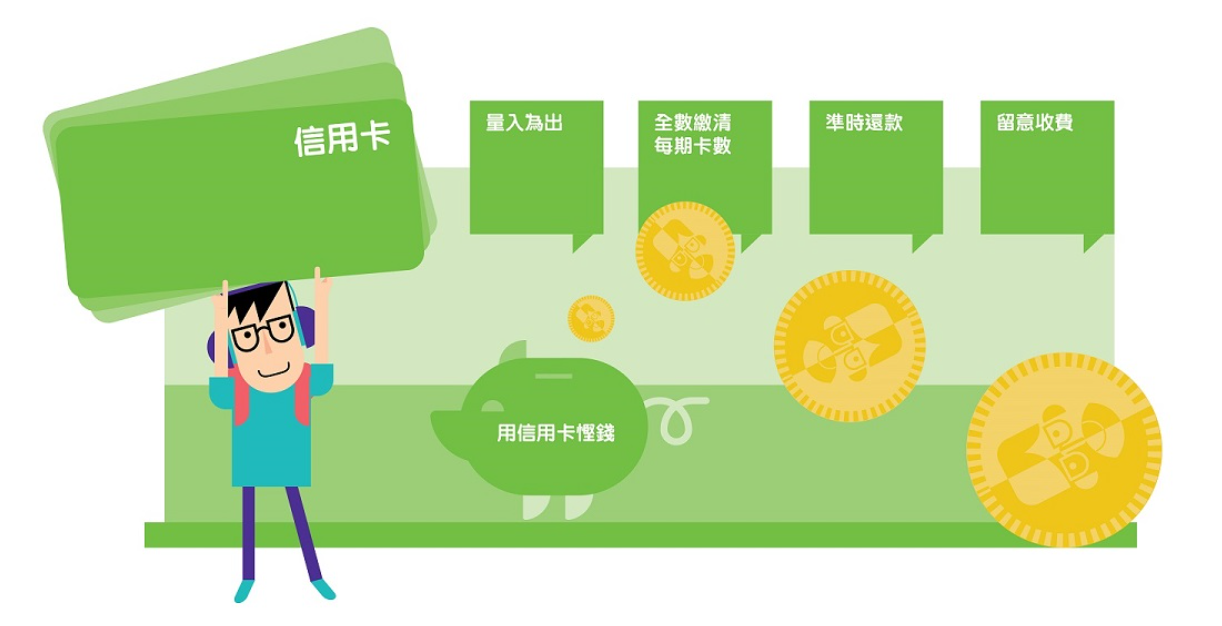 信用卡
量入為出
全數繳清
每期卡數
準時還款
留意收費
用信用卡慳錢